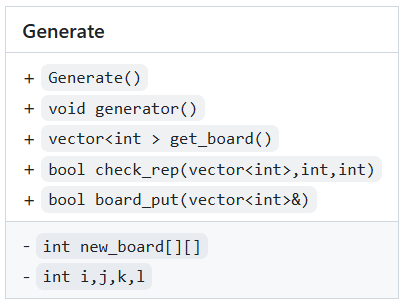 Generate
+ Generate()
+ void generator()
+ vector<int > get_board()
+ bool check_rep(vector<int>,int,int)
+ bool board_put(vector<int>&)
- int new_board[][]
- int i,j,k,l